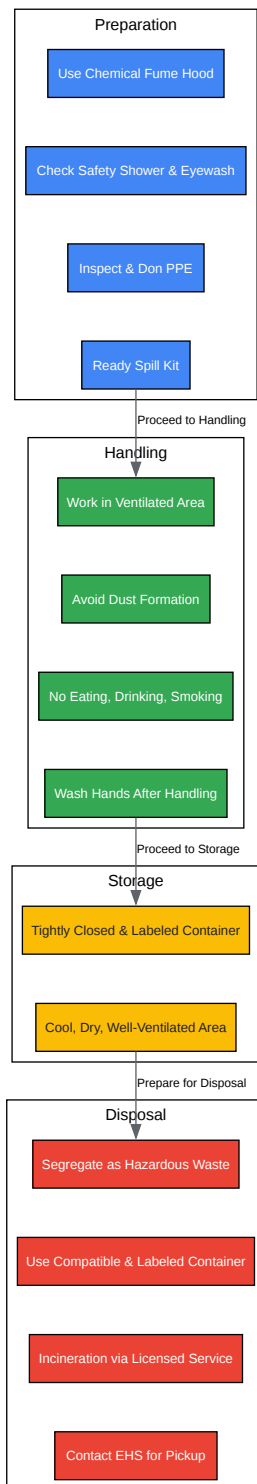 Preparation
Use Chemical Fume Hood
Check Safety Shower & Eyewash
Inspect & Don PPE
Ready Spill Kit
Proceed to Handling
Handling
Work in Ventilated Area
Avoid Dust Formation
No Eating, Drinking, Smoking
Wash Hands After Handling
Proceed to Storage
Storage
Tightly Closed & Labeled Container
Cool, Dry, Well-Ventilated Area
Prepare for Disposal
Disposal
Segregate as Hazardous Waste
Use Compatible & Labeled Container
Incineration via Licensed Service
Contact EHS for Pickup